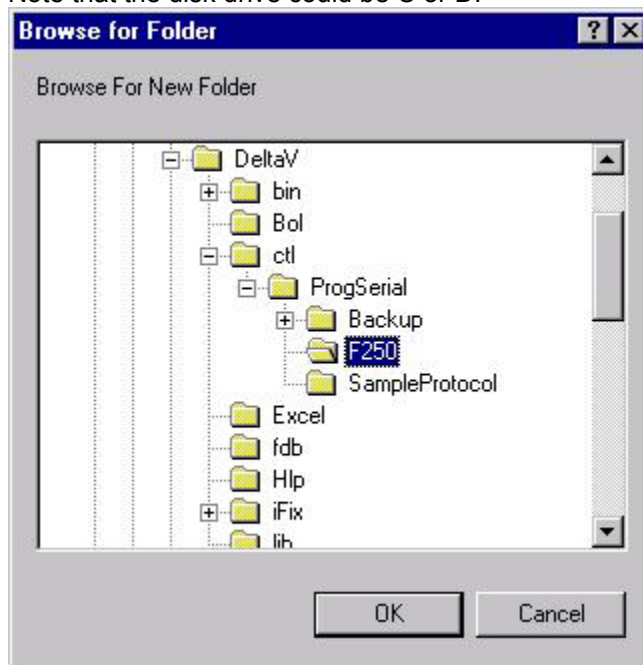 Note that the disk drive could be C or D.
Browse for Folder
Browse For New Folder
DeltaV
bin
Bol
ctl
ProgSerial
Backup
F250
SampleProtocol
Excel
fdb
Hlp
iFix
lib
OK
Cancel